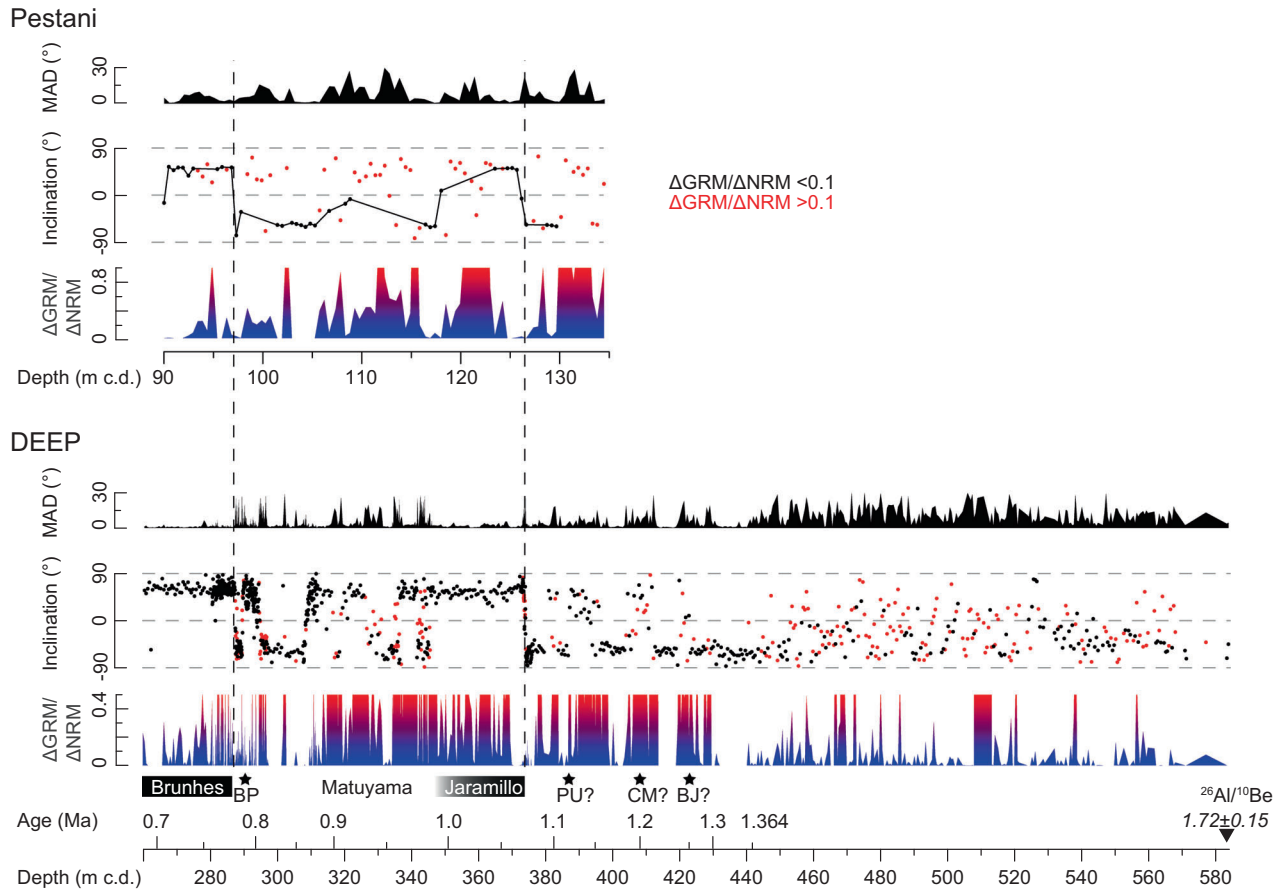 Pestani
MAD (°)
30
0
Inclination (°)
90
0
-90
ΔGRM/ΔNRM <0.1
ΔGRM/ΔNRM >0.1
ΔGRM/
ΔNRM
0.8
0
Depth (m c.d.)
90 100 110 120 130
DEEP
MAD (°)
30
0
Inclination (°)
90
0
-90
ΔGRM/
ΔNRM
0.4
0
Brunhes BP Matuyama Jaramillo PU? CM? BJ?
26Al/10Be
Age (Ma) 0.7 0.8 0.9 1.0 1.1 1.2 1.3 1.364 1.72±0.15
Depth (m c.d.) 280 300 320 340 360 380 400 420 440 460 480 500 520 540 560 580